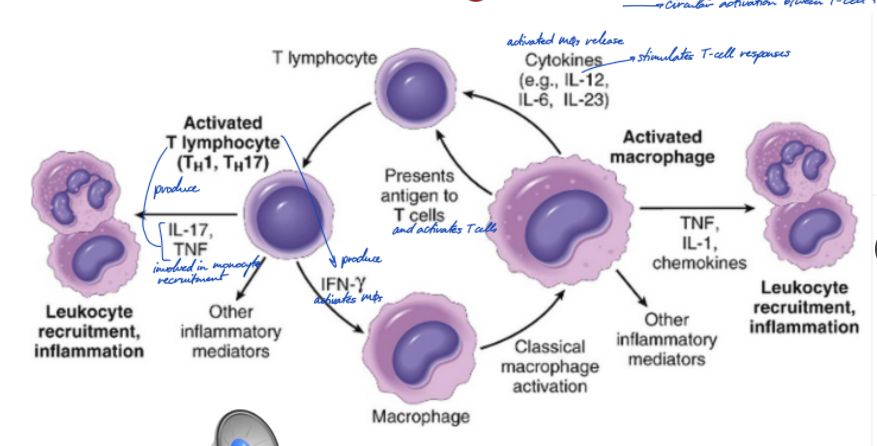 → circular activation b/ween T-cell
activated mφs release
T lymphocyte
Cytokines
(e.g., IL-12,
IL-6, IL-23)
→ stimulates T-cell responses
Activated
T lymphocyte
(TH1, TH17)
produce
IL-17,
TNF
involved in monocyte
recruitment
Leukocyte
recruitment,
inflammation
Other
inflammatory
mediators
produce
IFN-γ
activates mφs
Presents
antigen to
T cells
and activates T cells
Activated
macrophage
TNF,
IL-1,
chemokines
Leukocyte
recruitment,
inflammation
Other
inflammatory
mediators
Classical
macrophage
activation
Macrophage